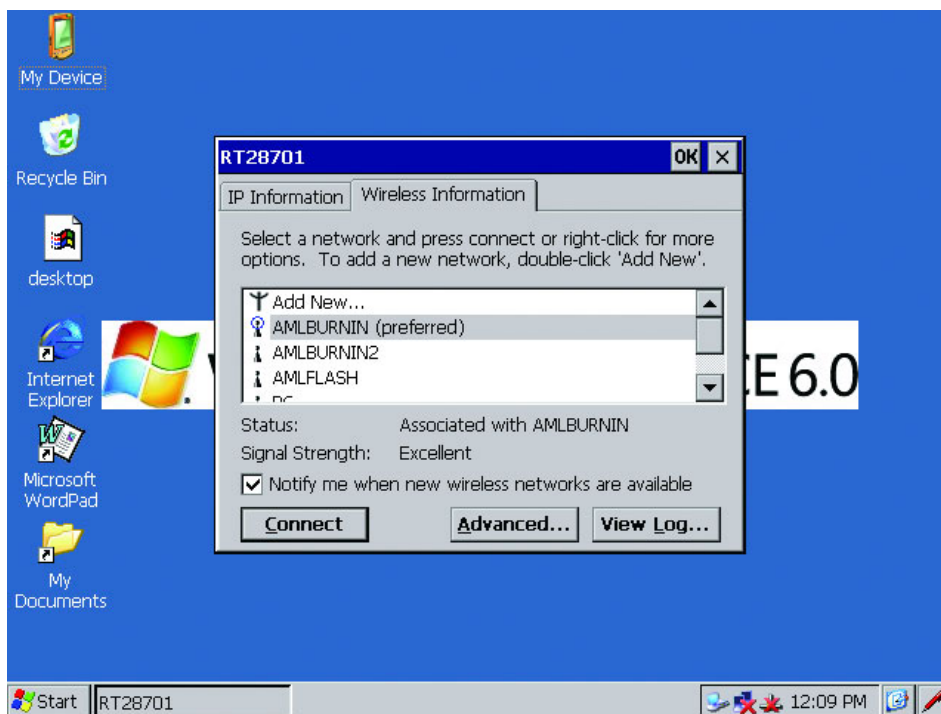 My Device
Recycle Bin
desktop
Internet
Explorer
Microsoft
WordPad
My
Documents
CE 6.0
RT28701
OK
IP Information
Wireless Information
Select a network and press connect or right-click for more
options. To add a new network, double-click 'Add New'.
Add New...
AMLBURNIN (preferred)
AMLBURNIN2
AMLFLASH
Status: Associated with AMLBURNIN
Signal Strength: Excellent
Notify me when new wireless networks are available
Connect
Advanced...
View Log...
Start
RT28701
12:09 PM